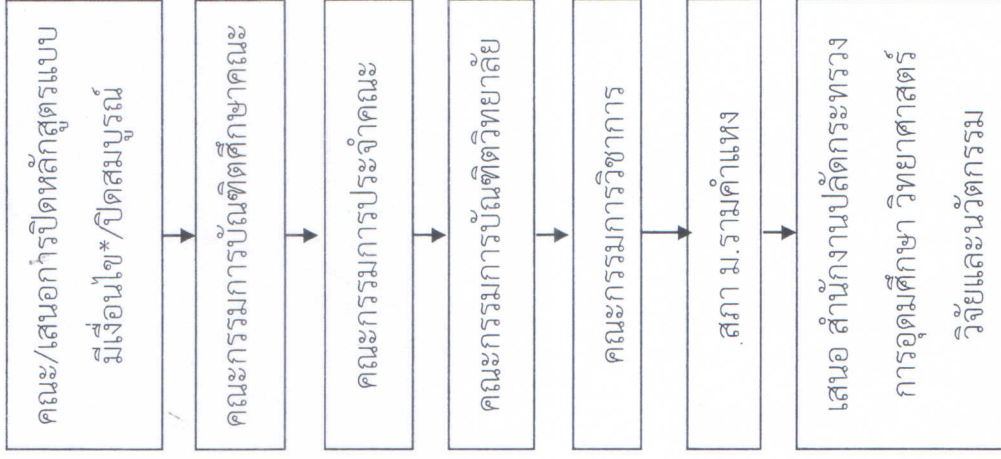 คณะ/เสนอการปิดหลักสูตรแบบ
มีเงื่อนไข*/ปิดสมบูรณ์
คณะกรรมการบัณฑิตศึกษาคณะ
คณะกรรมการประจำคณะ
คณะกรรมการบัณฑิตวิทยาลัย
คณะกรรมการวิชาการ
สภา ม.รามคำแหง
เสนอ สำนักงานปลัดกระทรวง
การอุดมศึกษา วิทยาศาสตร์
วิจัยและนวัตกรรม